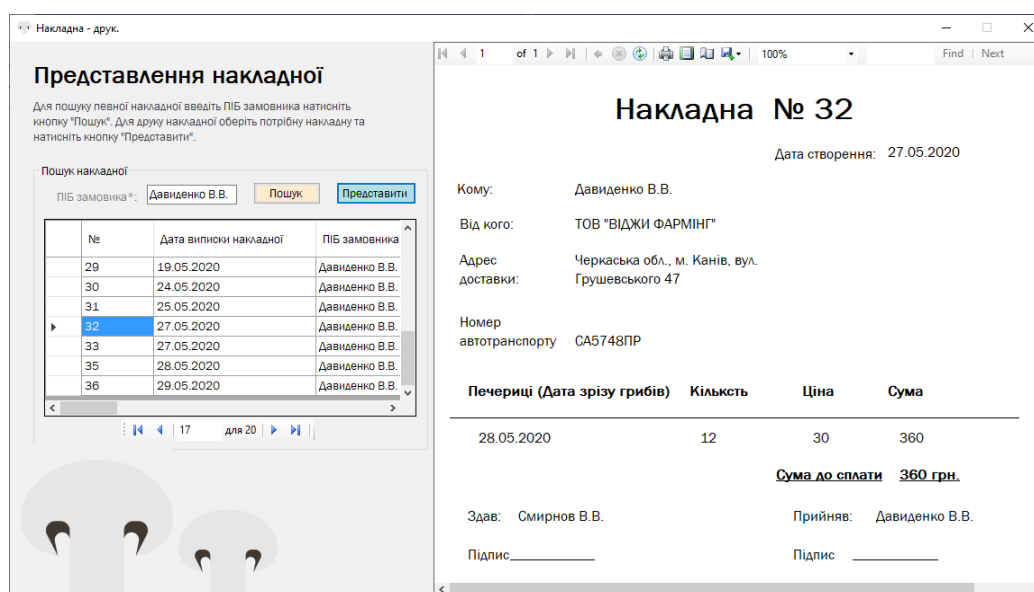 Накладна - друк.
Представлення накладної
Для пошуку певної накладної введіть ПІБ замовника натисніть
кнопку "Пошук". Для друку накладної оберіть потрібну накладну та
натисніть кнопку "Представити".
Пошук накладної
ПІБ замовика*: Давиденко В.В. Пошук Представити
№ Дата виписки накладної ПІБ замовника
29 19.05.2020 Давиденко В.В.
30 24.05.2020 Давиденко В.В.
31 25.05.2020 Давиденко В.В.
32 27.05.2020 Давиденко В.В.
33 27.05.2020 Давиденко В.В.
35 28.05.2020 Давиденко В.В.
36 29.05.2020 Давиденко В.В.
17 для 20
1 of 1 100% Find | Next
Накладна № 32
Дата створення: 27.05.2020
Кому: Давиденко В.В.
Від кого: ТОВ "ВІДЖИ ФАРМІНГ"
Адрес Черкаська обл., м. Канів, вул.
доставки: Грушевського 47
Номер
автотранспорту СА5748ПР
Печериці (Дата зрізу грибів) Кільксть Ціна Сума
28.05.2020 12 30 360
Сума до сплати 360 грн.
Здав: Смирнов В.В. Прийняв: Давиденко В.В.
Підпис__________ Підпис __________